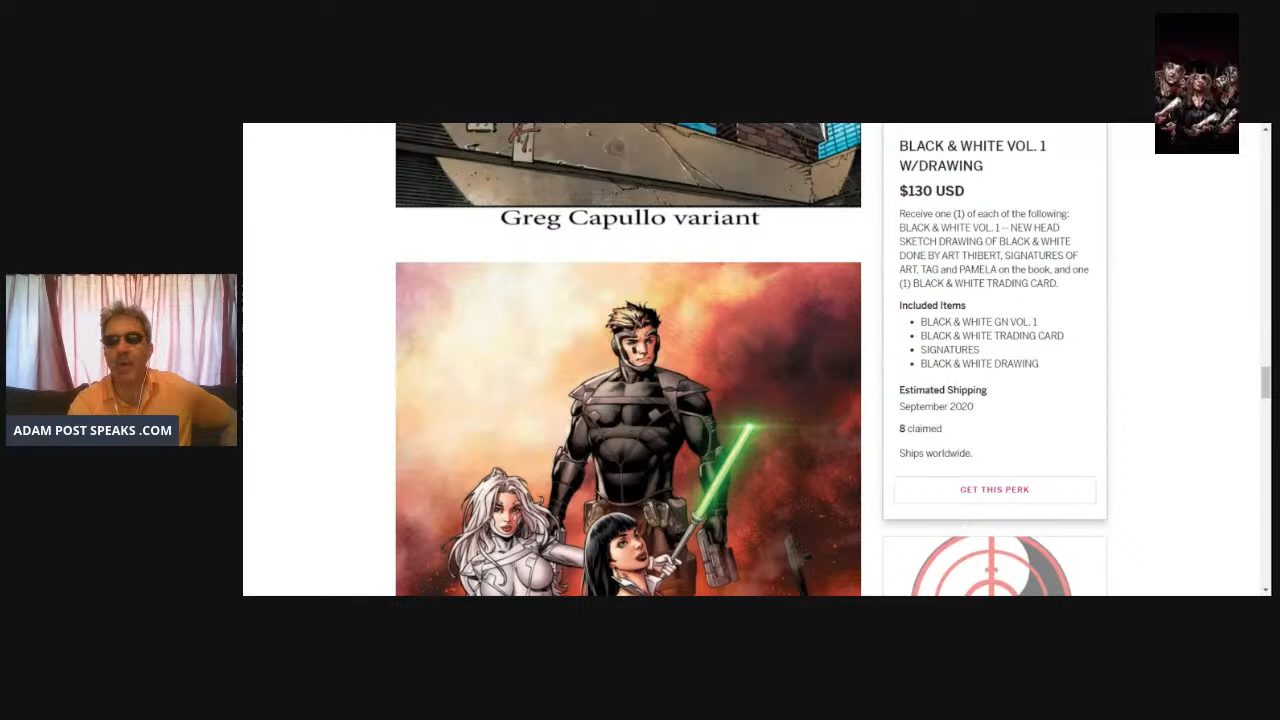 BLACK & WHITE VOL. 1
W/DRAWING
$130 USD
Receive one (1) of each of the following:
BLACK & WHITE VOL. 1 – NEW HEAD
SKETCH DRAWING OF BLACK & WHITE
DONE BY ART THIBERT, SIGNATURES OF
ART, TAG and PAMELA on the book, and one
(1) BLACK & WHITE TRADING CARD.
Included Items
• BLACK & WHITE GN VOL. 1
• BLACK & WHITE TRADING CARD
• SIGNATURES
• BLACK & WHITE DRAWING
Estimated Shipping
September 2020
8 claimed
Ships worldwide.
GET THIS PERK
Greg Capullo variant
ADAM POST SPEAKS .COM